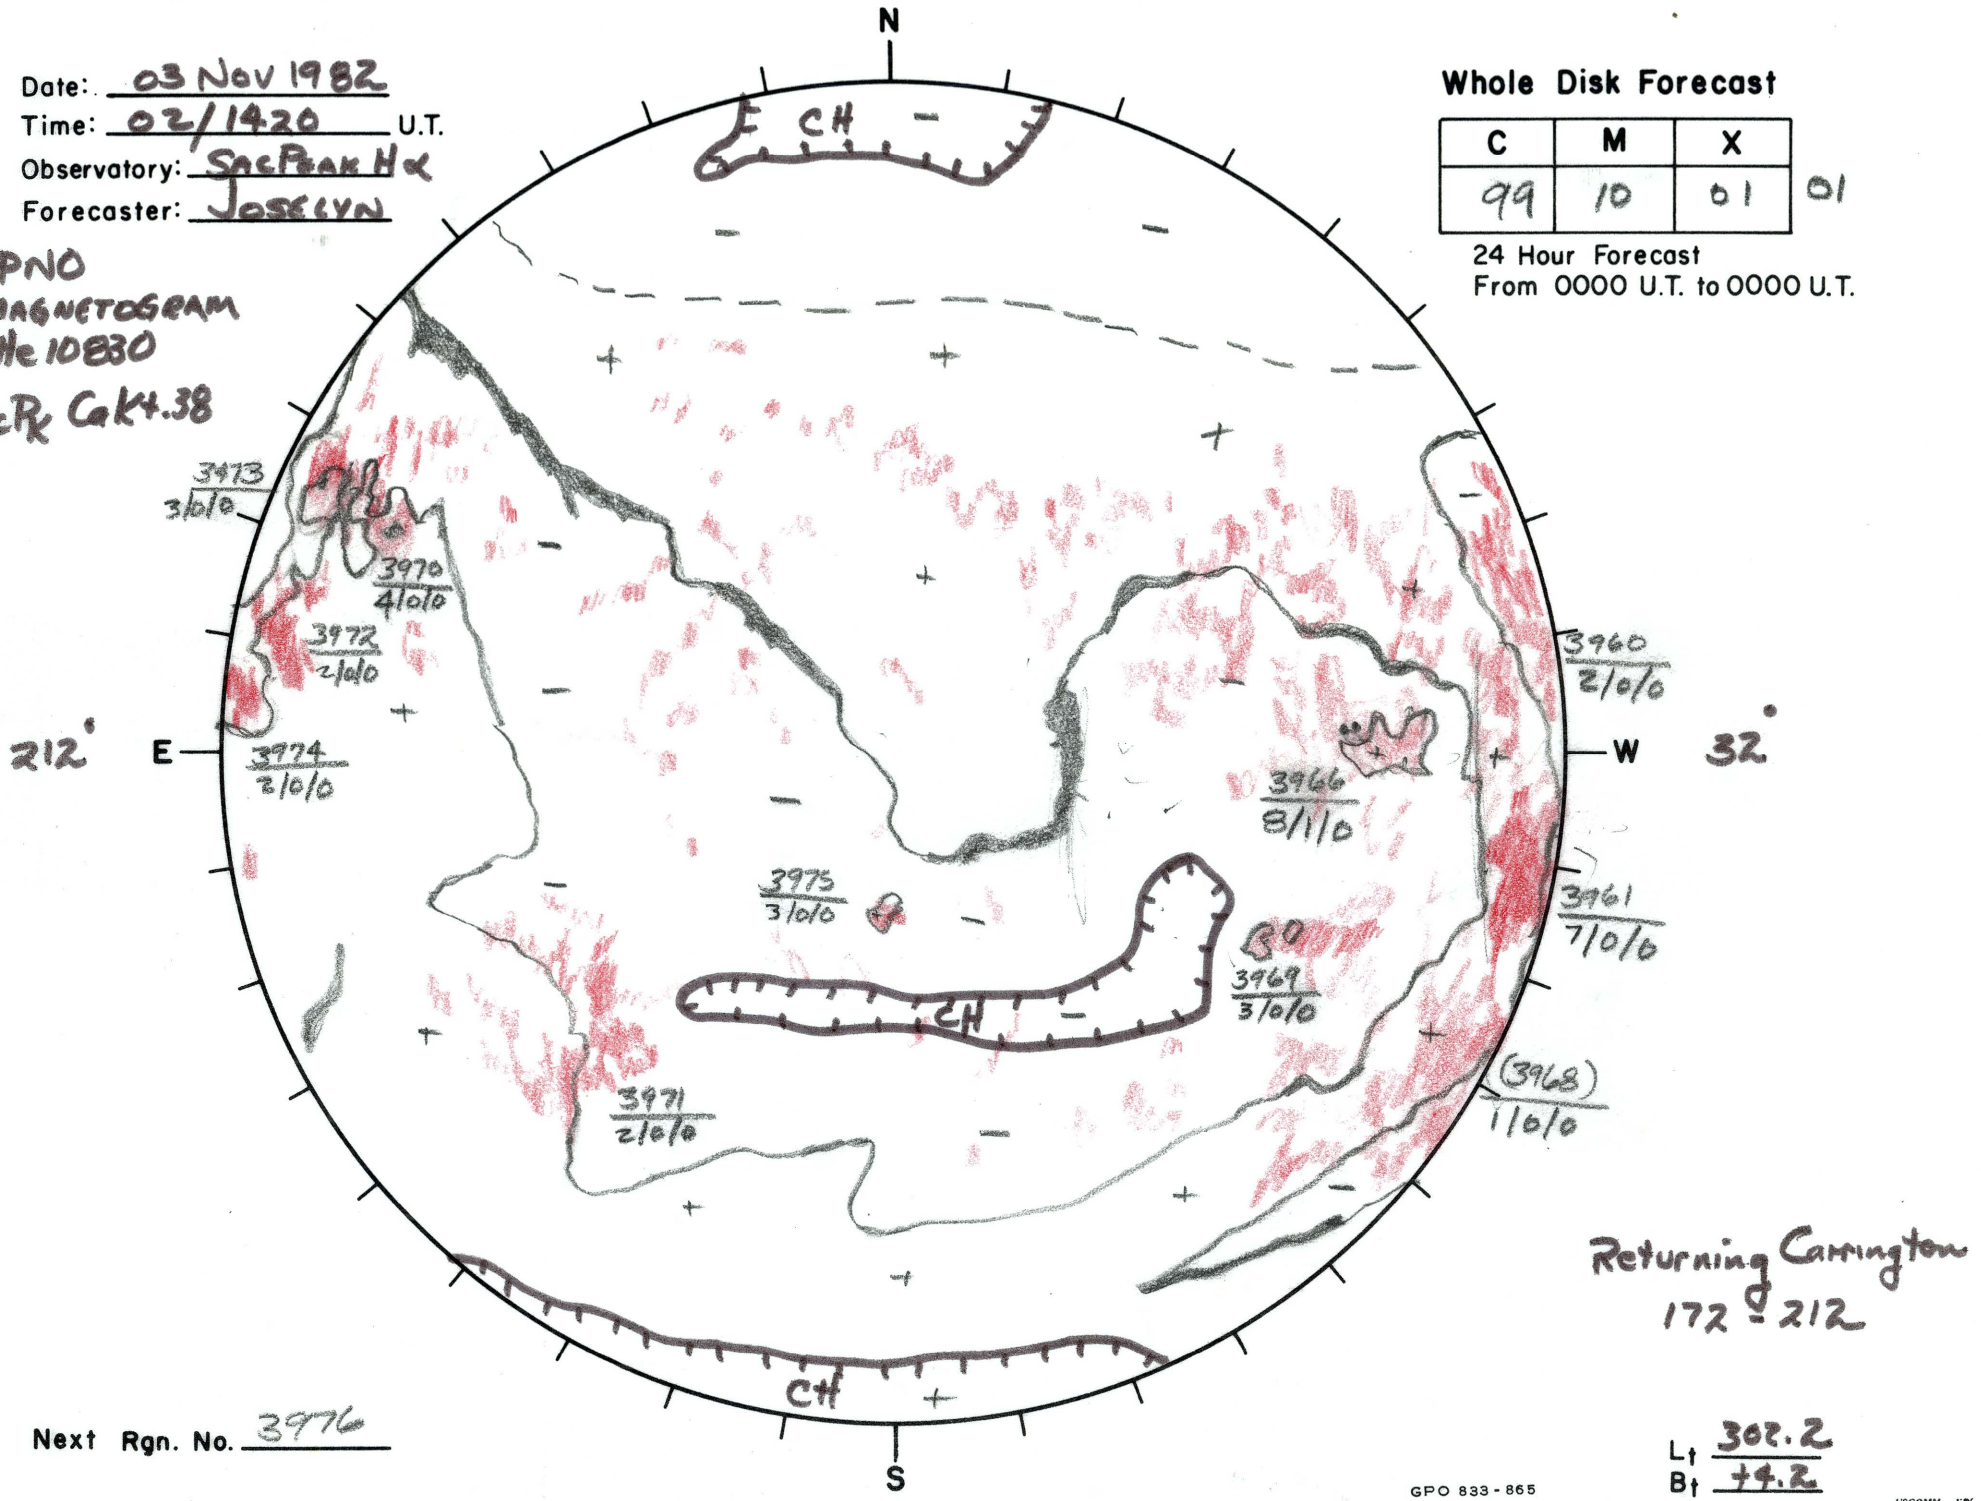 N
Date: 03 Nov 1982
Time: 02/1420 U.T.
Observatory: SacPeak Hα
Forecaster: Joselyn
PNO
MAGNETOGRAM
He 10830
CaK+.38
Whole Disk Forecast
C M X
99 10 01 01
24 Hour Forecast
From 0000 U.T. to 0000 U.T.
CH −
− −
+ +
+
3973
3/0/0
−
−
3970
4/0/0
+
+
3972
2/0/0
3960
2/0/0
− −
+
212° E
3974
2/0/0
+ +
W 32°
3966
8/1/0
−
3975
3/0/0
−
−
3961
7/0/0
3969
3/0/0
CH −
+
+
(3968)
1/0/0
3971
2/0/0
−
+ + −
+
Returning Carrington
172 - 212
CH +
Next Rgn. No. 3976
S
Lt 302.2
Bt +4.2
GPO 833-865